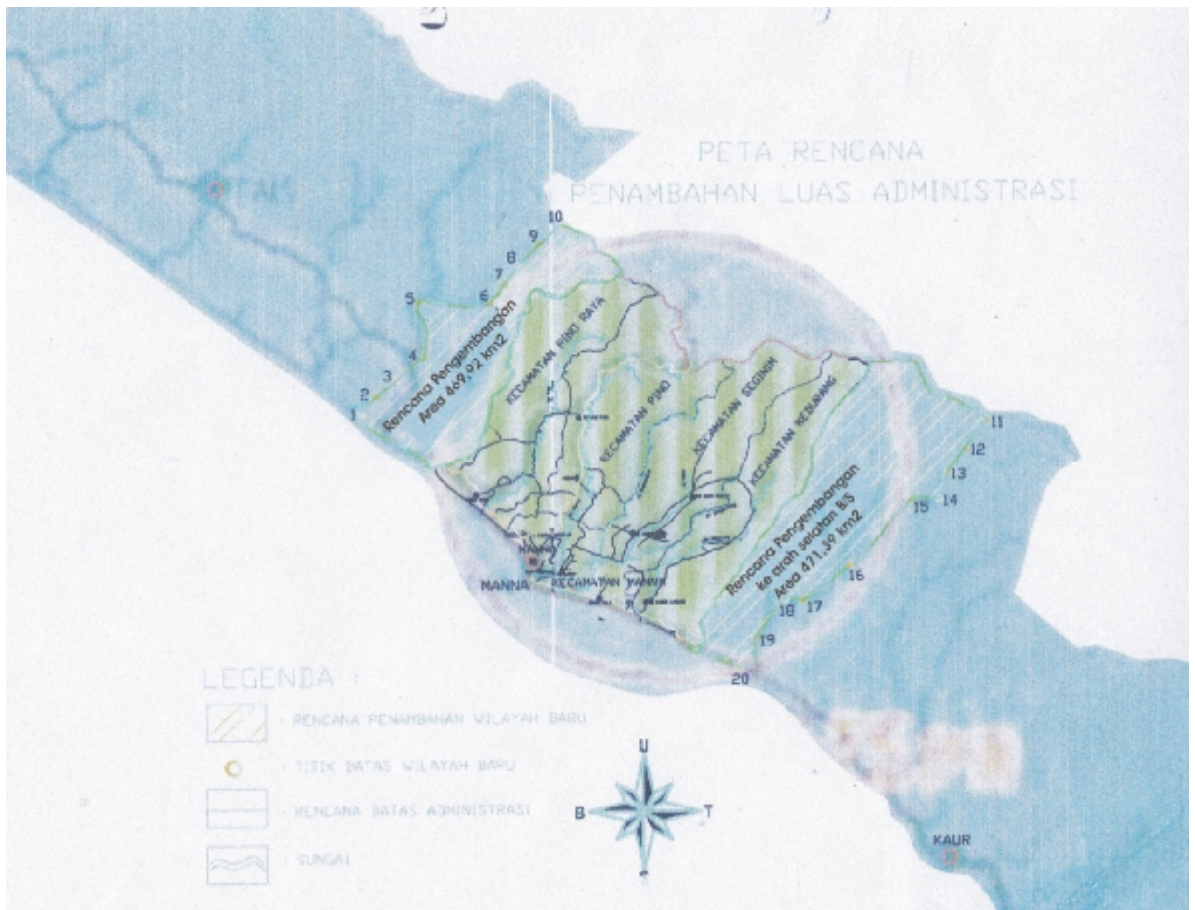 PETA RENCANA
PENAMBAHAN LUAS ADMINISTRASI
10
9
8
7
6
5
4
3
2
1
Rencana Pengembangan
Area 469,92 km2
KECAMATAN PINO RAYA
KECAMATAN PINO
KECAMATAN SEGINIM
KECAMATAN KEDURANG
11
12
13
14
15
16
17
18
19
20
Rencana Pengembangan
ke arah selatan B/S
Area 471,39 km2
MANNA
MANNA
KECAMATAN MANNA
LEGENDA :
: RENCANA PENAMBAHAN WILAYAH BARU
: TITIK BATAS WILAYAH BARU
: RENCANA BATAS ADMINISTRASI
: SUNGAI
U
B
T
KAUR